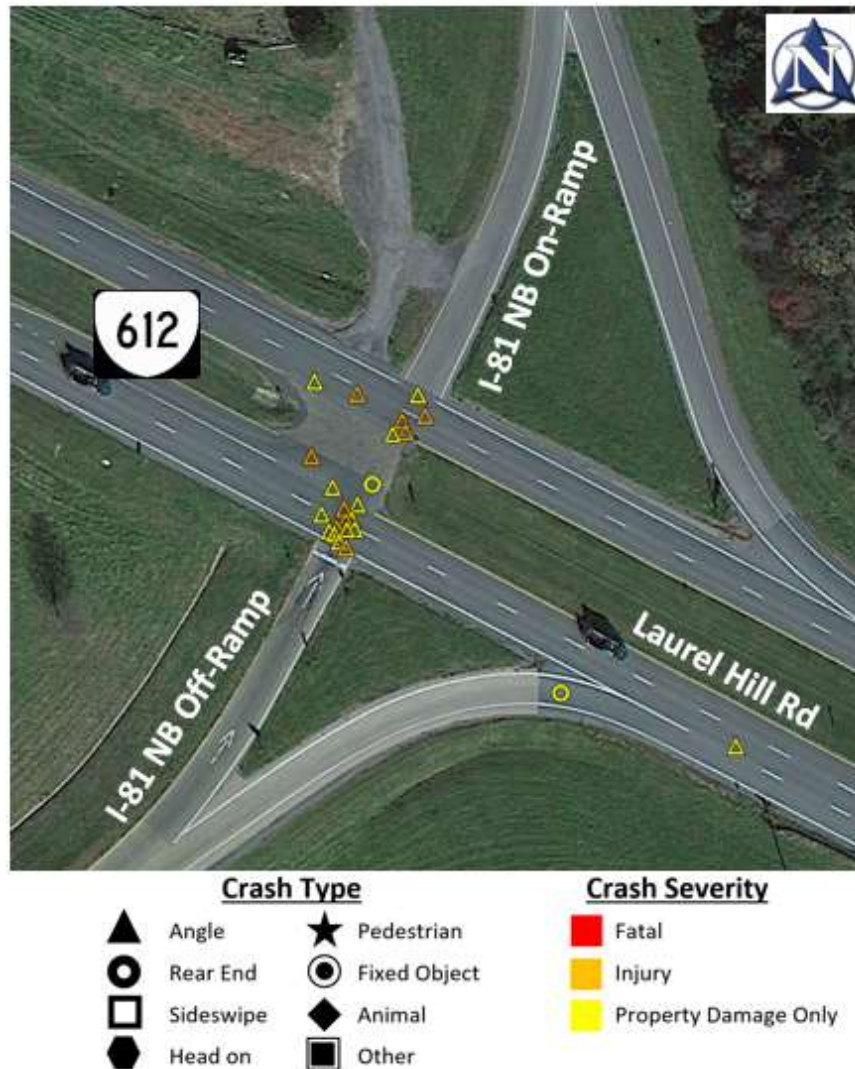 N
I-81 NB On-Ramp
612
Laurel Hill Rd
I-81 NB Off-Ramp
Crash Type
Angle
Rear End
Sideswipe
Head on
Pedestrian
Fixed Object
Animal
Other
Crash Severity
Fatal
Injury
Property Damage Only